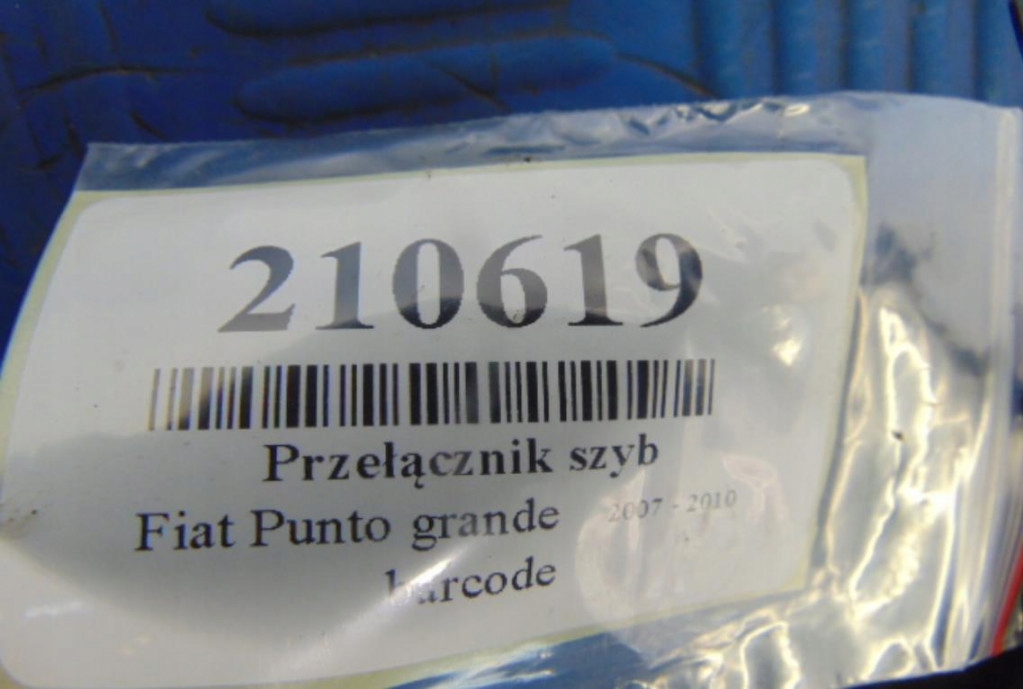 210619
Przełącznik szyb
Fiat Punto grande 2007 - 2010
barcode